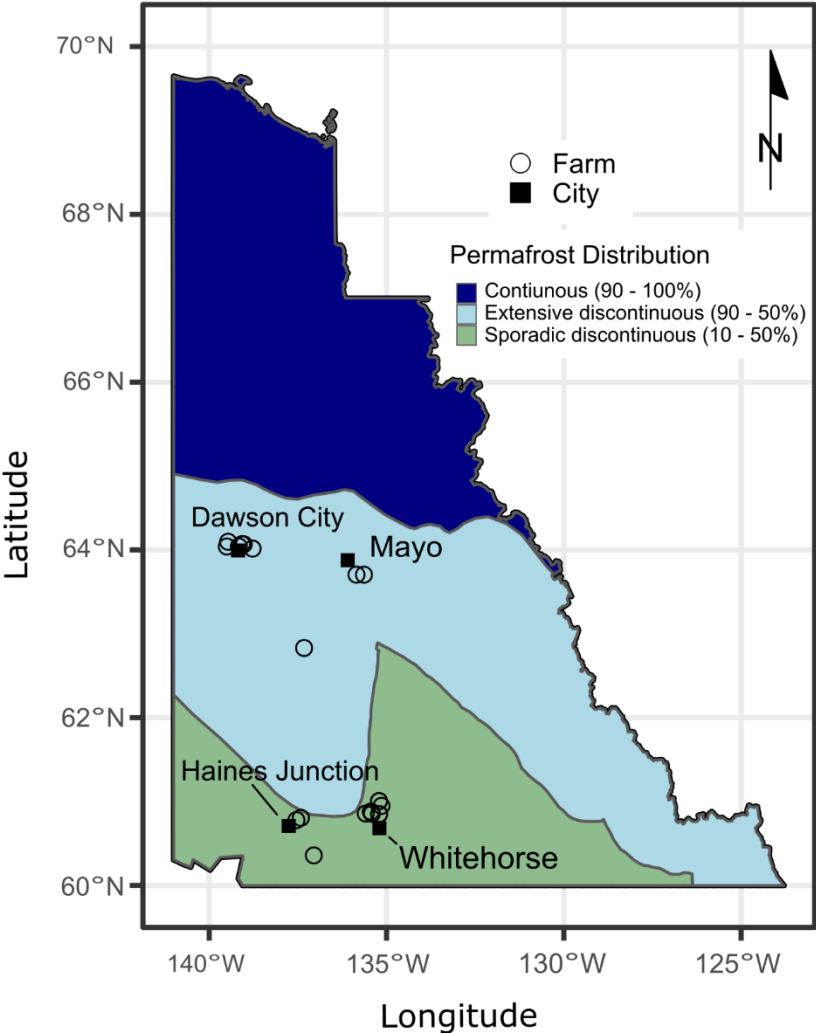 70°N
68°N
66°N
64°N
62°N
60°N
Latitude
N
Farm
City
Permafrost Distribution
Contiunous (90 - 100%)
Extensive discontinuous (90 - 50%)
Sporadic discontinuous (10 - 50%)
Dawson City
Mayo
Haines Junction
Whitehorse
140°W
135°W
130°W
125°W
Longitude